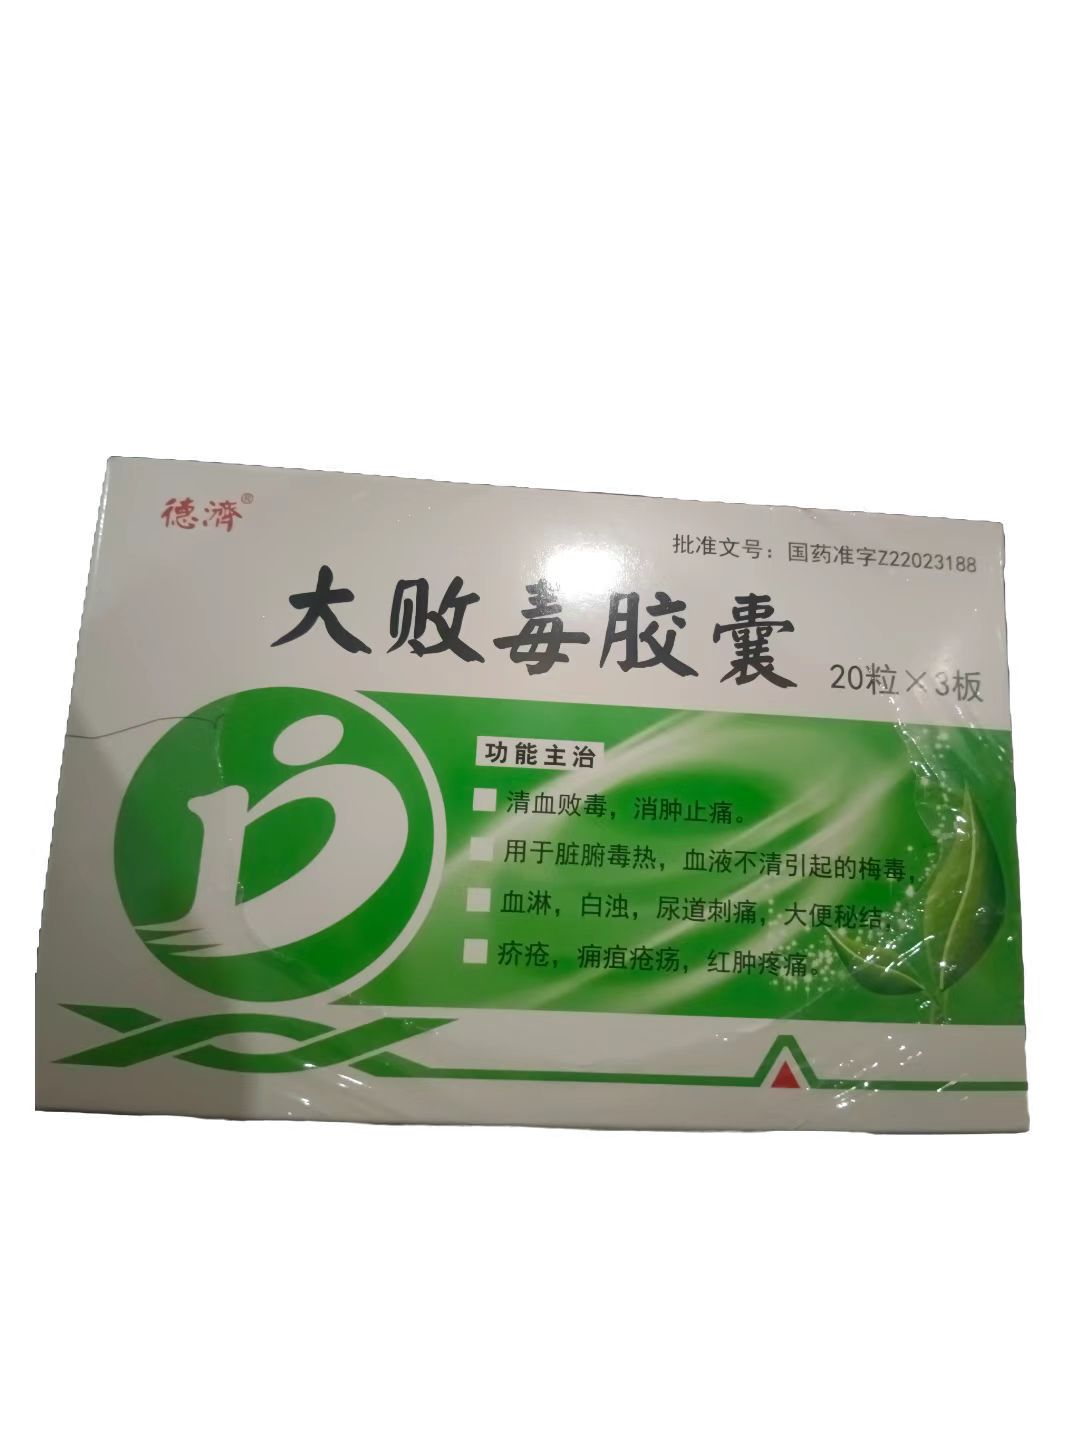 德濟®
批准文号：国药准字Z22023188
大败毒胶囊
20粒×3板
功能主治
清血败毒，消肿止痛。
用于脏腑毒热，血液不清引起的梅毒，
血淋，白浊，尿道刺痛，大便秘结，
疥疮，痈疽疮疡，红肿疼痛。